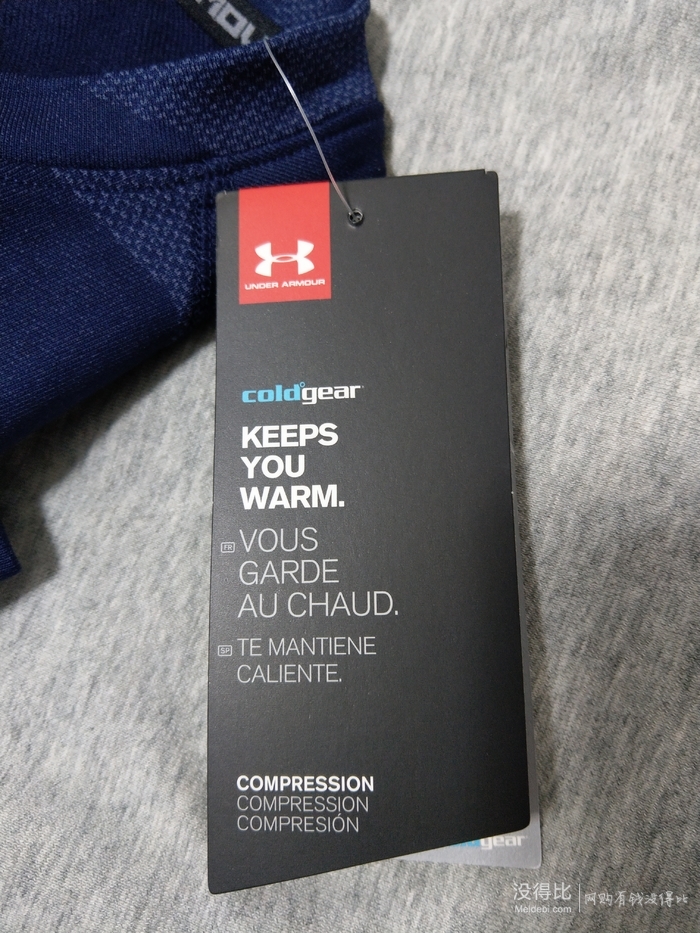 UNDER ARMOUR
coldgear
KEEPS
YOU
WARM.
FR VOUS
GARDE
AU CHAUD.
SP TE MANTIENE
CALIENTE.
COMPRESSION
COMPRESSION
COMPRESIÓN
gear
没得比
Meidebi.com
网购有钱没得比